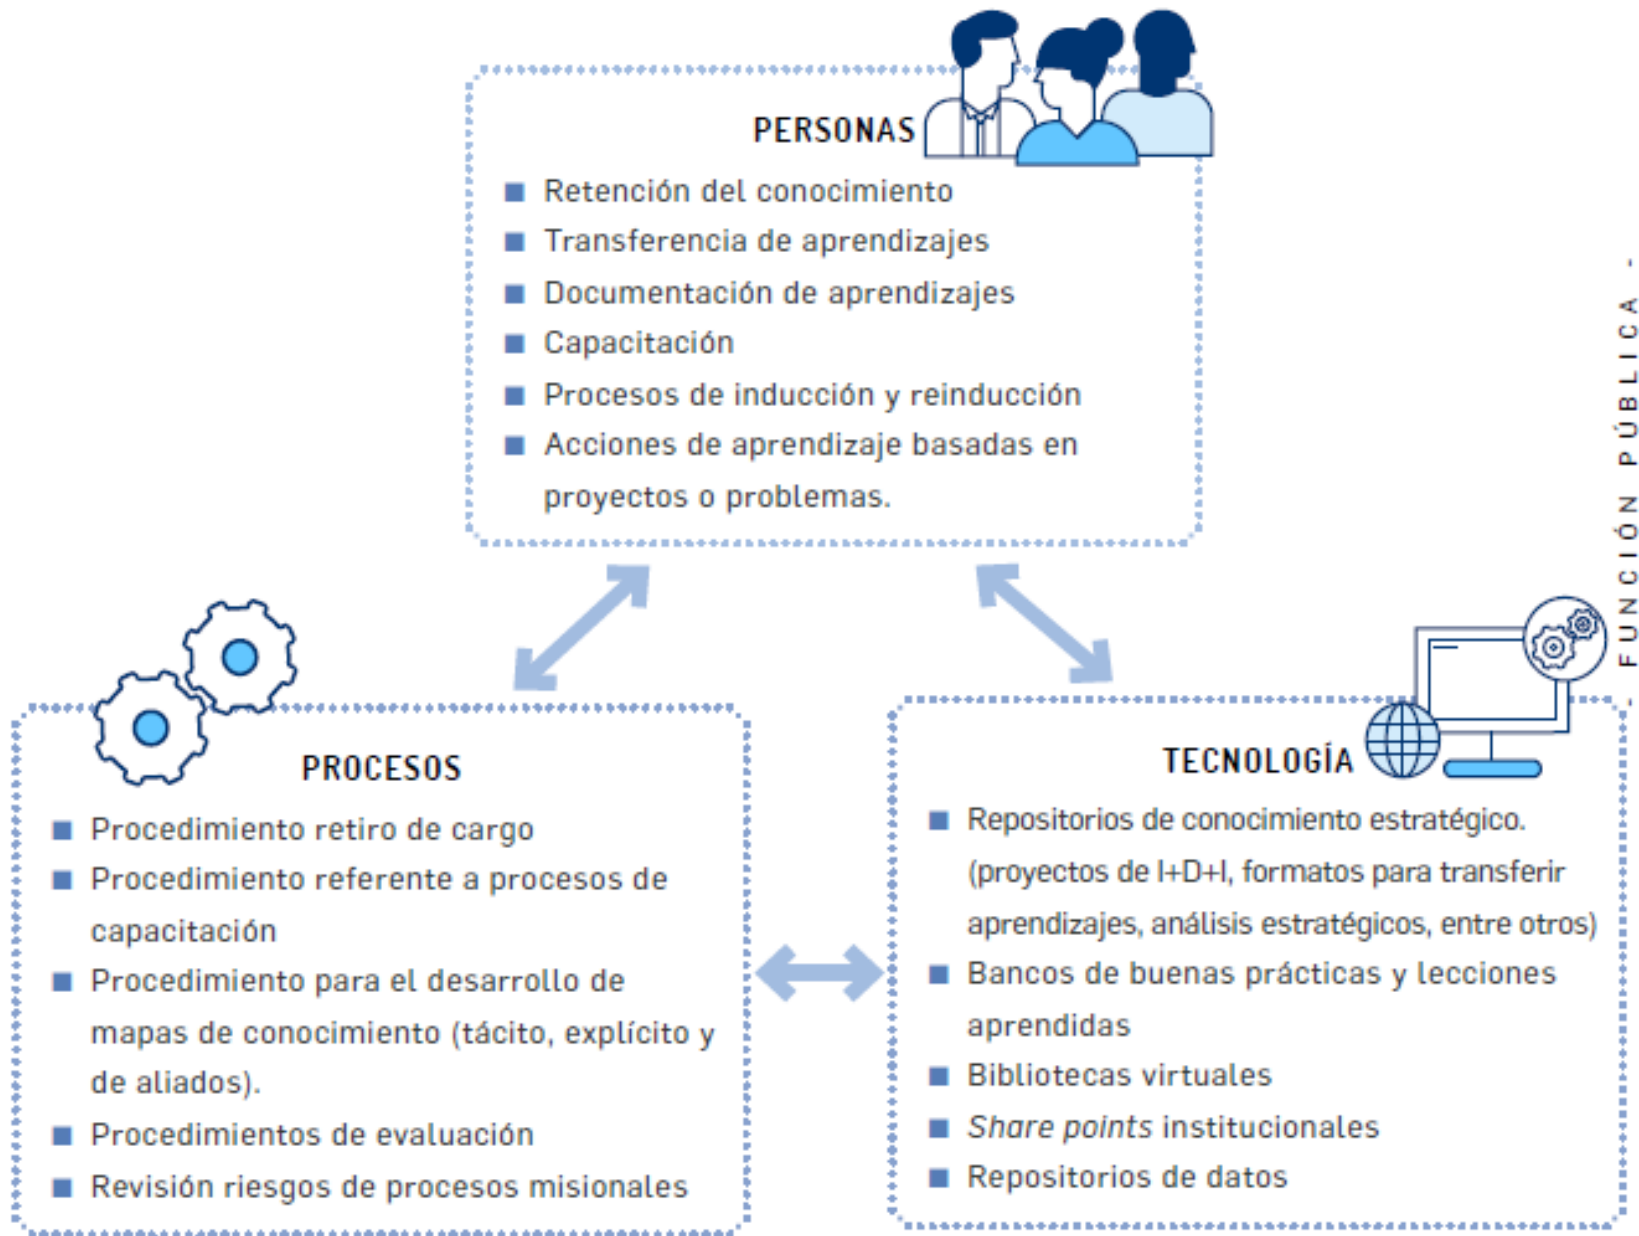 PERSONAS
Retención del conocimiento
Transferencia de aprendizajes
Documentación de aprendizajes
Capacitación
Procesos de inducción y reinducción
Acciones de aprendizaje basadas en
proyectos o problemas.
PROCESOS
Procedimiento retiro de cargo
Procedimiento referente a procesos de
capacitación
Procedimiento para el desarrollo de
mapas de conocimiento (tácito, explícito y
de aliados).
Procedimientos de evaluación
Revisión riesgos de procesos misionales
TECNOLOGÍA
Repositorios de conocimiento estratégico.
(proyectos de I+D+I, formatos para transferir
aprendizajes, análisis estratégicos, entre otros)
Bancos de buenas prácticas y lecciones
aprendidas
Bibliotecas virtuales
Share points institucionales
Repositorios de datos
- FUNCIÓN PÚBLICA -